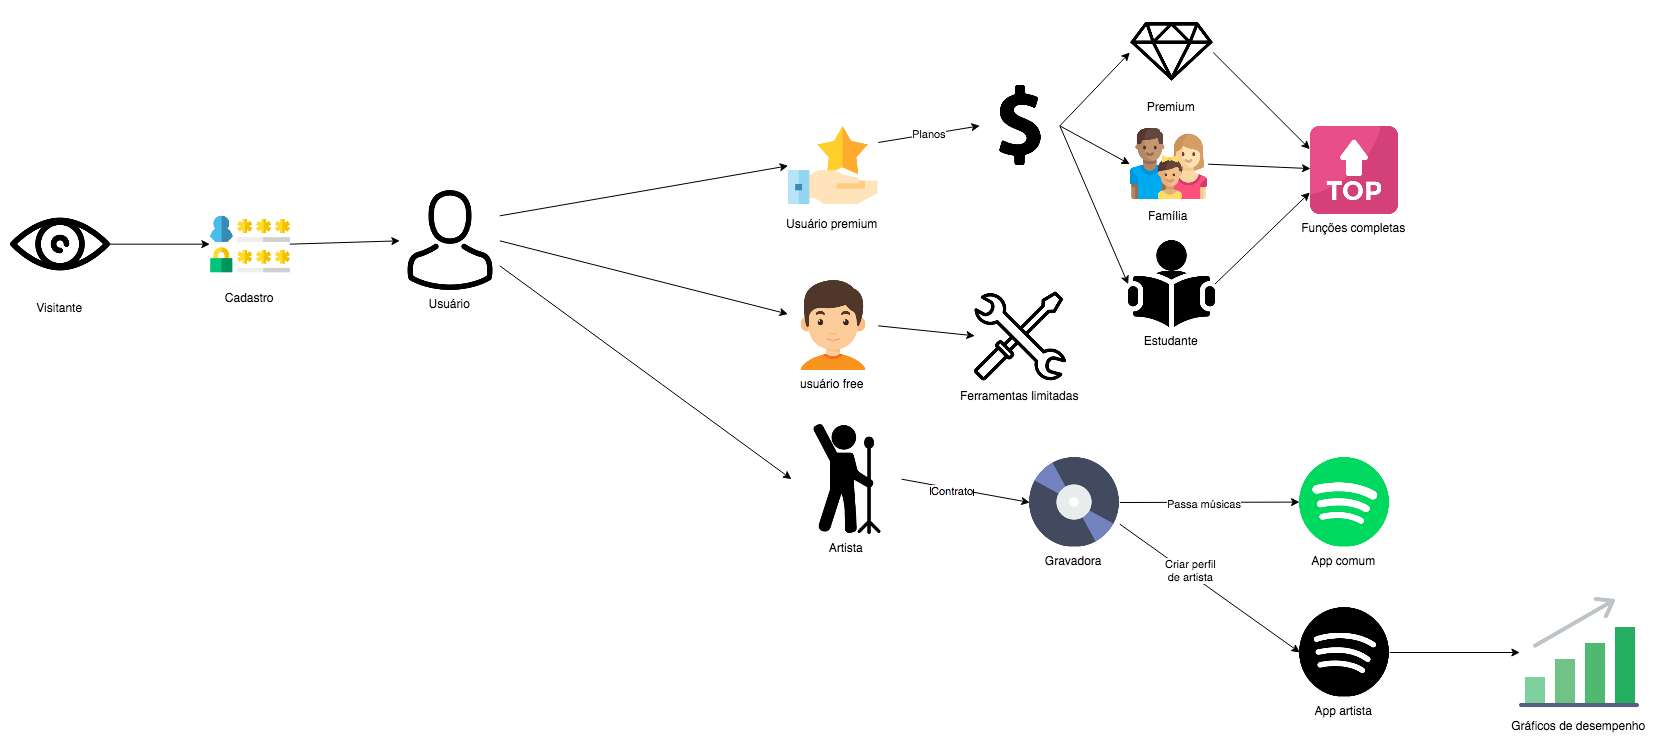 Premium
Planos
TOP
Família
Usuário premium
Funções completas
Cadastro
Usuário
Visitante
Estudante
usuário free
Ferramentas limitadas
IContrato
Passa músicas
Artista
Gravadora
App comum
Criar perfil
de artista
App artista
Gráficos de desempenho